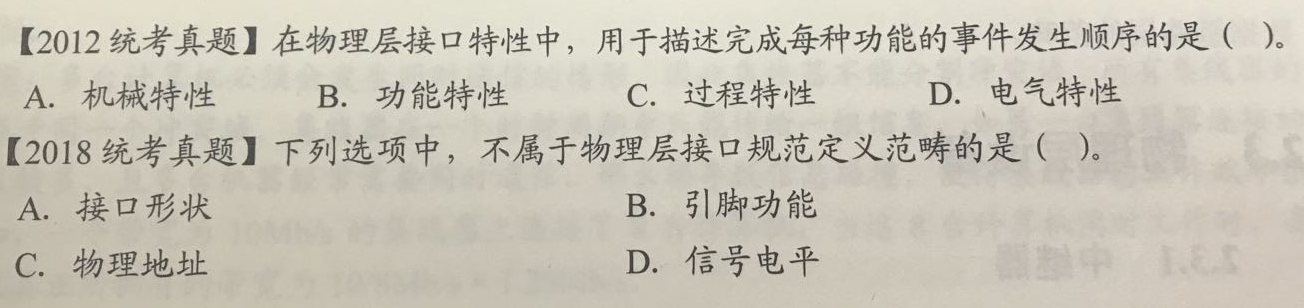 【2012 统考真题】在物理层接口特性中，用于描述完成每种功能的事件发生顺序的是（ ）。
A. 机械特性 B. 功能特性 C. 过程特性 D. 电气特性
【2018 统考真题】下列选项中，不属于物理层接口规范定义范畴的是（ ）。
A. 接口形状 B. 引脚功能
C. 物理地址 D. 信号电平